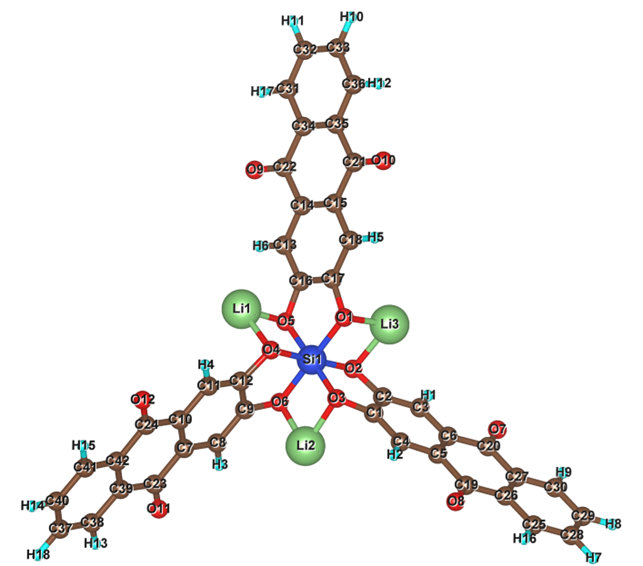 H11 H10
C32 C33
H17 C31 C36 H12
C34 C35
O9 C22 C21 O10
C14 C15
H6 C13 C18 H5
C16 C17
Li1 O5 O1 Li3
O4 Si1 O2
H4 C11 C12 C2 C3 H1
O12 C24 C10 C9 O6 O3 C1 C6 O7
H15 C42 C7 C8 Li2 C4 C5 C20
C41 H3 H2 C27 H9
C40 C39 C23 C19 C26 C30
H14 C37 C38 O11 O8 C25 C29 H8
H18 H13 H16 C28
H7